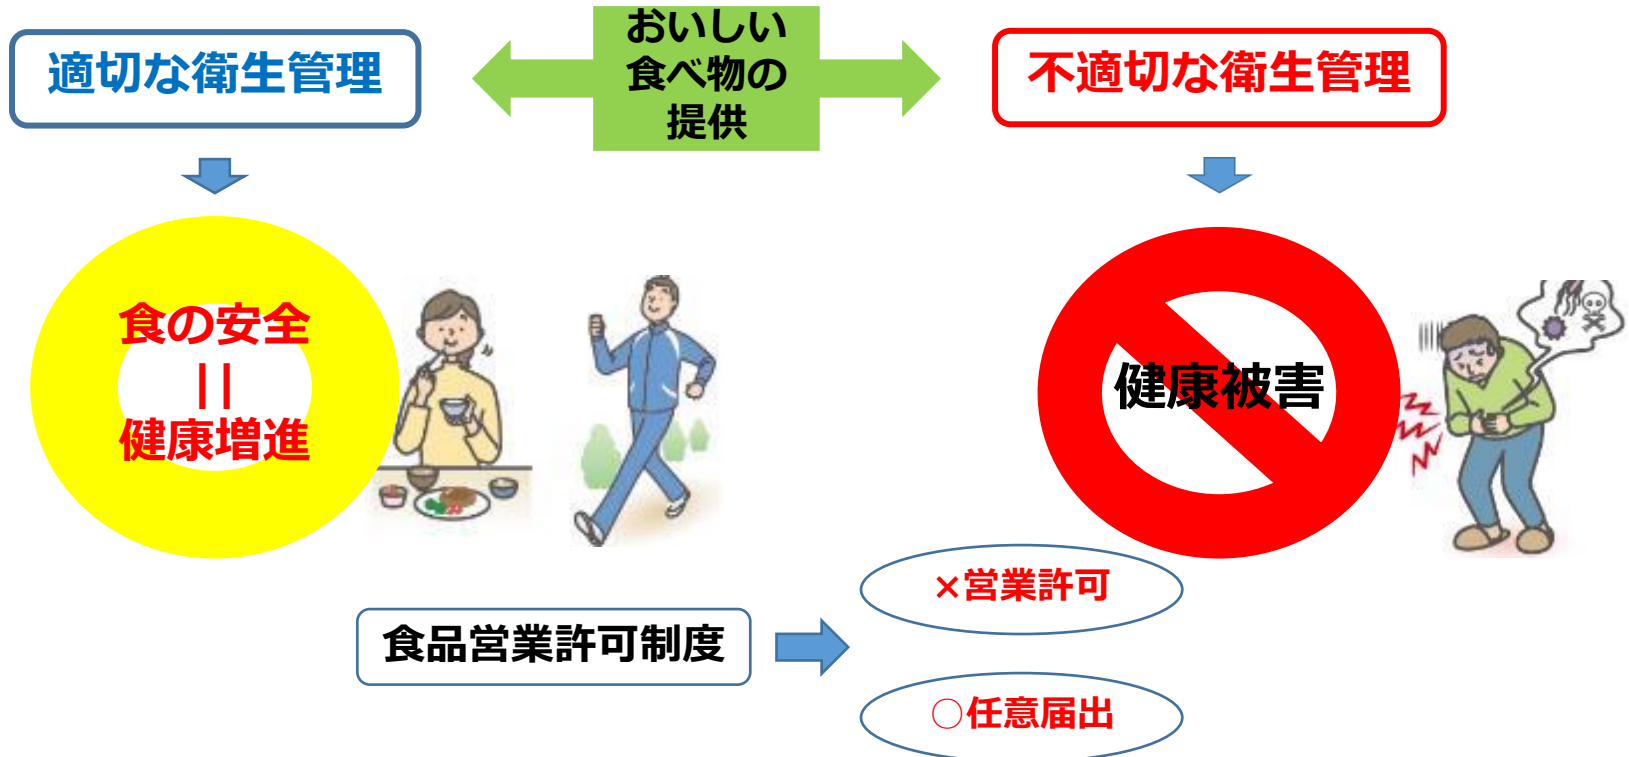 適切な衛生管理
おいしい
食べ物の
提供
不適切な衛生管理
食の安全
||
健康増進
健康被害
食品営業許可制度
×営業許可
○任意届出